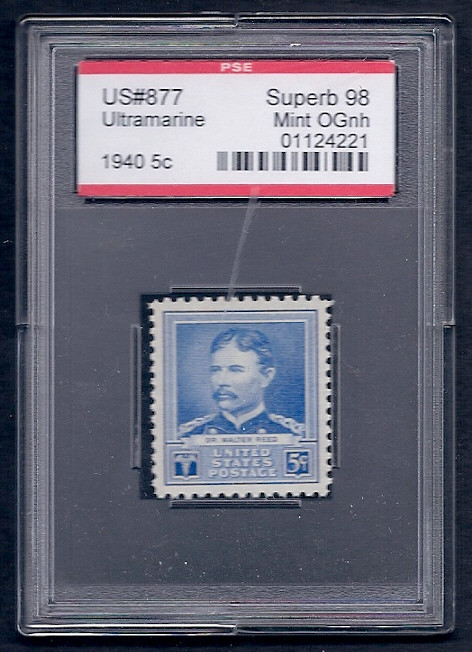 PSE
US#877 Superb 98
Ultramarine Mint OGnh
01124221
1940 5c
DR. WALTER REED
UNITED
STATES
POSTAGE
5¢